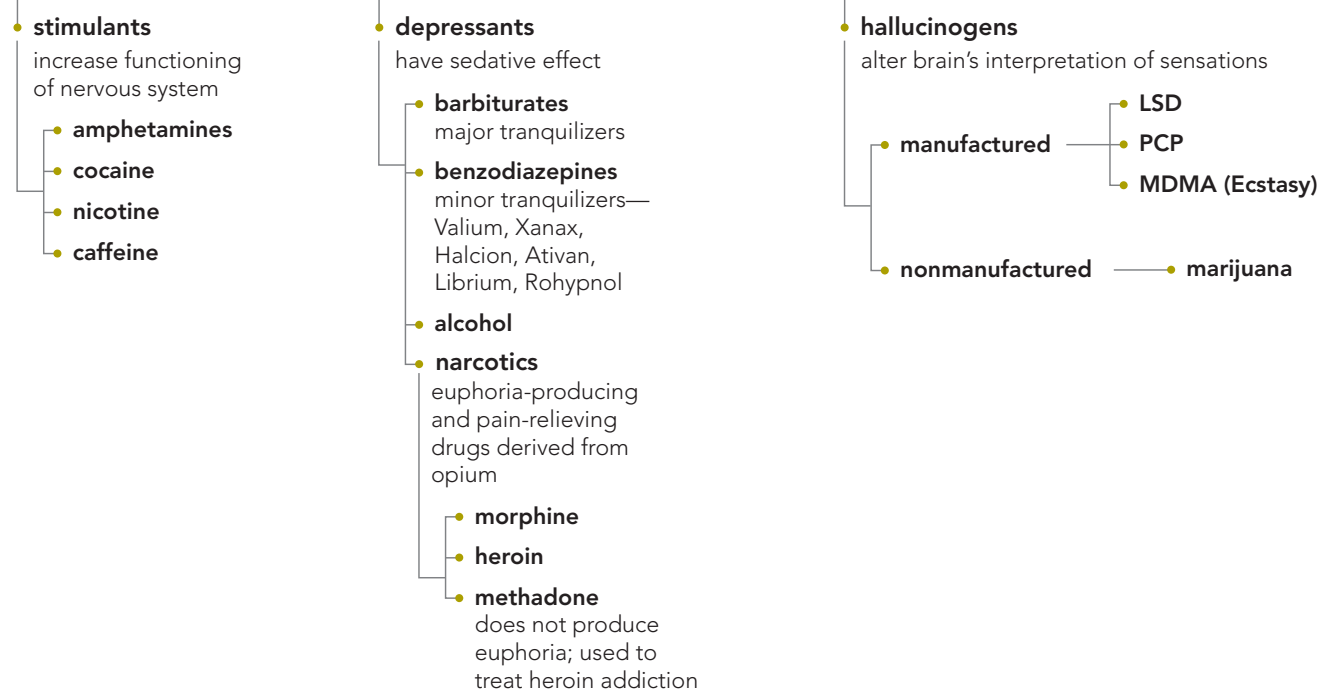 stimulants
increase functioning
of nervous system
amphetamines
cocaine
nicotine
caffeine
depressants
have sedative effect
barbiturates
major tranquilizers
benzodiazepines
minor tranquilizers—
Valium, Xanax,
Halcion, Ativan,
Librium, Rohypnol
alcohol
narcotics
euphoria-producing
and pain-relieving
drugs derived from
opium
morphine
heroin
methadone
does not produce
euphoria; used to
treat heroin addiction
hallucinogens
alter brain’s interpretation of sensations
manufactured
LSD
PCP
MDMA (Ecstasy)
nonmanufactured
marijuana